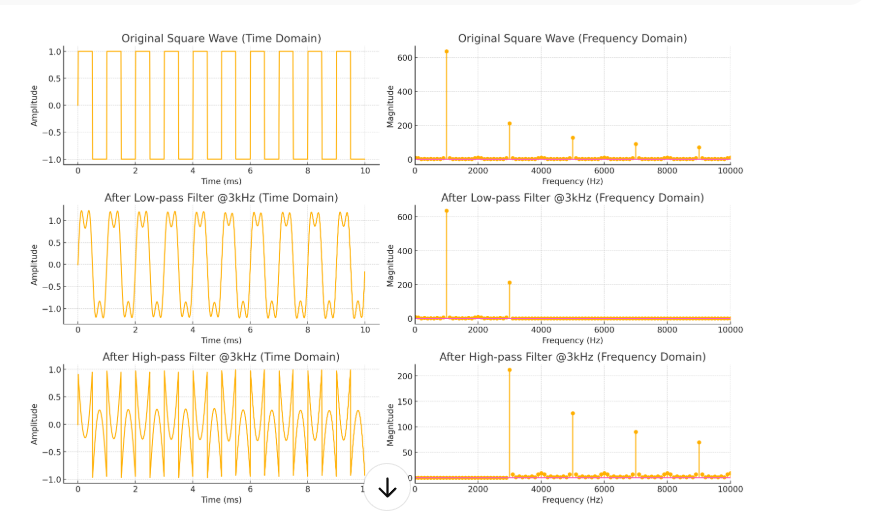 Original Square Wave (Time Domain)
1.0
0.5
0.0
−0.5
−1.0
Amplitude
0 2 4 6 8 10
Time (ms)
Original Square Wave (Frequency Domain)
600
400
200
0
Magnitude
0 2000 4000 6000 8000 10000
Frequency (Hz)
After Low-pass Filter @3kHz (Time Domain)
1.0
0.5
0.0
−0.5
−1.0
Amplitude
0 2 4 6 8 10
Time (ms)
After Low-pass Filter @3kHz (Frequency Domain)
600
400
200
0
Magnitude
0 2000 4000 6000 8000 10000
Frequency (Hz)
After High-pass Filter @3kHz (Time Domain)
1.0
0.5
0.0
−0.5
−1.0
Amplitude
0 2 4 6 8
Time (ms)
After High-pass Filter @3kHz (Frequency Domain)
200
150
100
50
0
Magnitude
0 2000 4000 6000 8000 10000
Frequency (Hz)